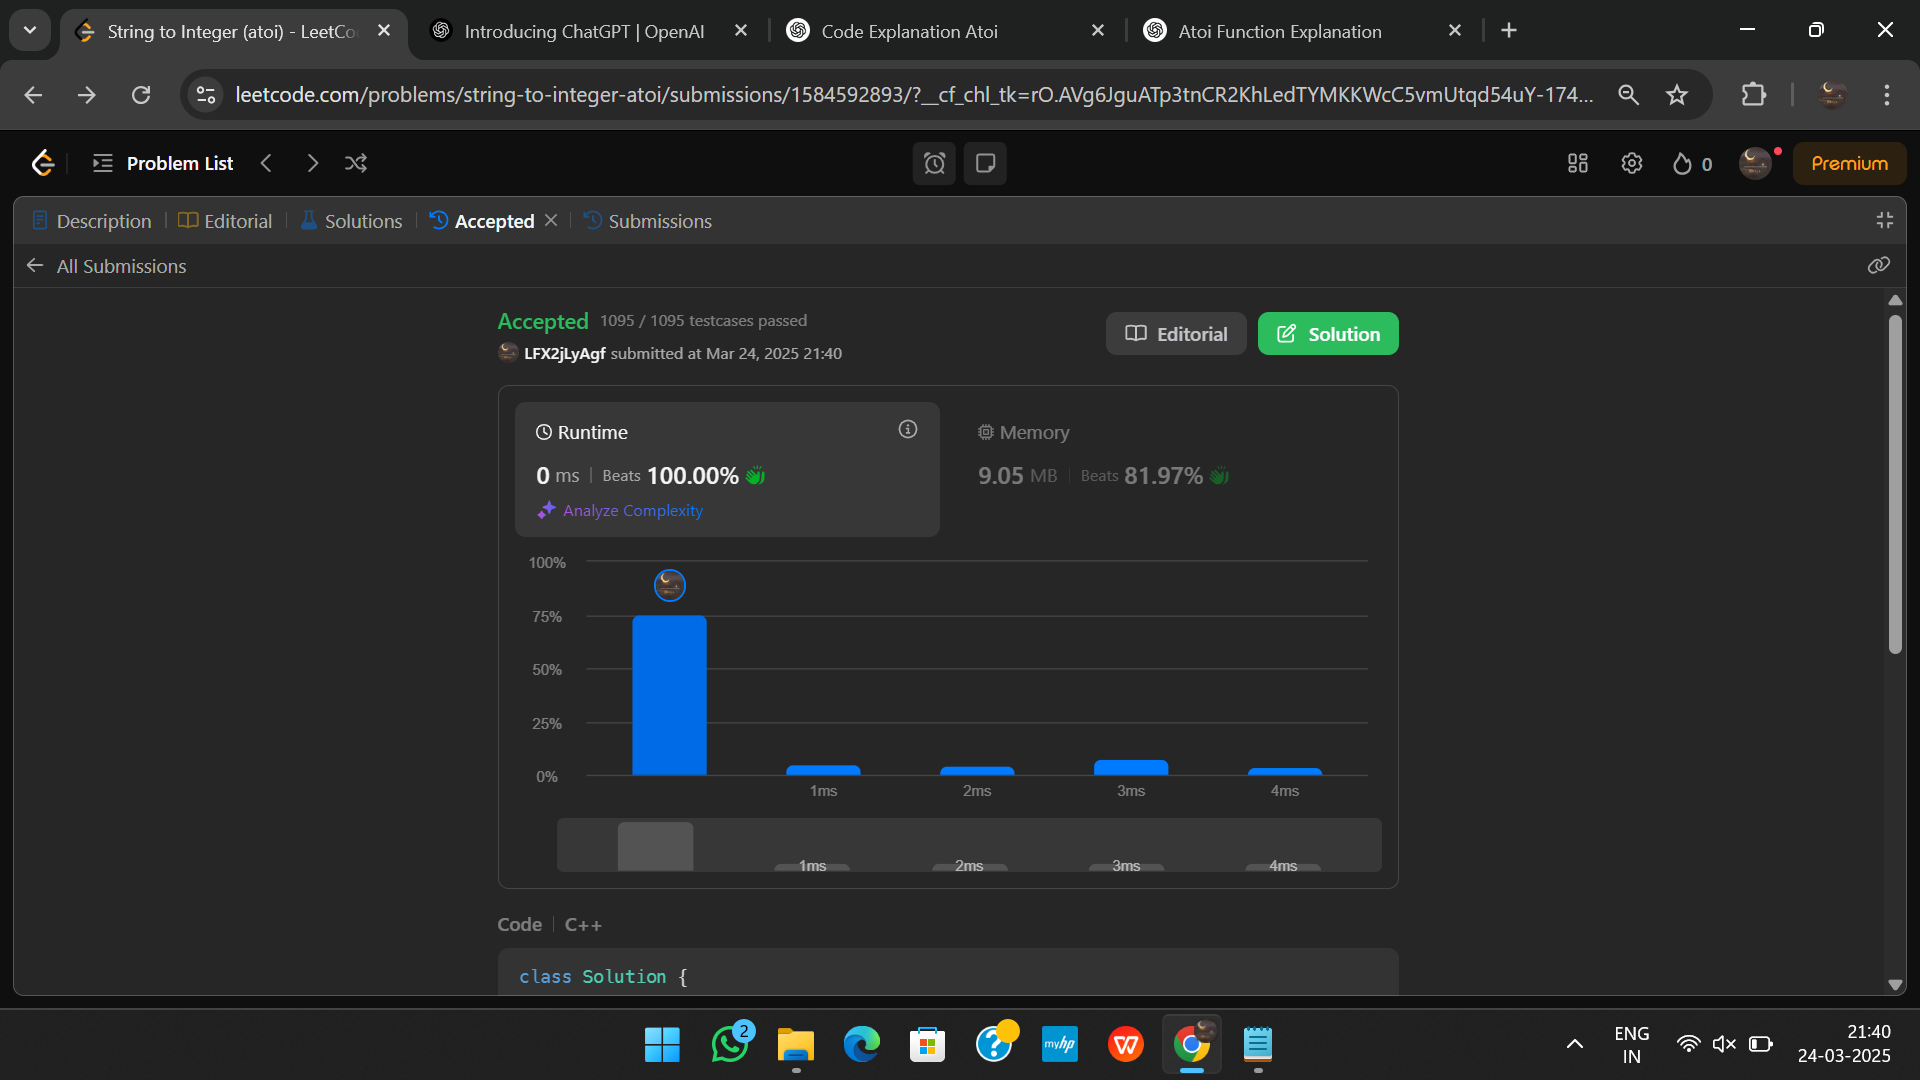 String to Integer (atoi) - LeetCo
Introducing ChatGPT | OpenAI
Code Explanation Atoi
Atoi Function Explanation
leetcode.com/problems/string-to-integer-atoi/submissions/1584592893/?__cf_chl_tk=rO.AVg6JguATp3tnCR2KhLedTYMKKWcC5vmUtqd54uY-174...
Problem List
0
Premium
Description
Editorial
Solutions
Accepted
Submissions
All Submissions
Accepted 1095 / 1095 testcases passed
LFX2jLyAgf submitted at Mar 24, 2025 21:40
Editorial
Solution
Runtime
0 ms | Beats 100.00%
Analyze Complexity
Memory
9.05 MB | Beats 81.97%
100%
75%
50%
25%
0%
1ms 2ms 3ms 4ms
1ms 2ms 3ms 4ms
Code | C++
class Solution {
2
?
myhp
W
ENG
IN
21:40
24-03-2025